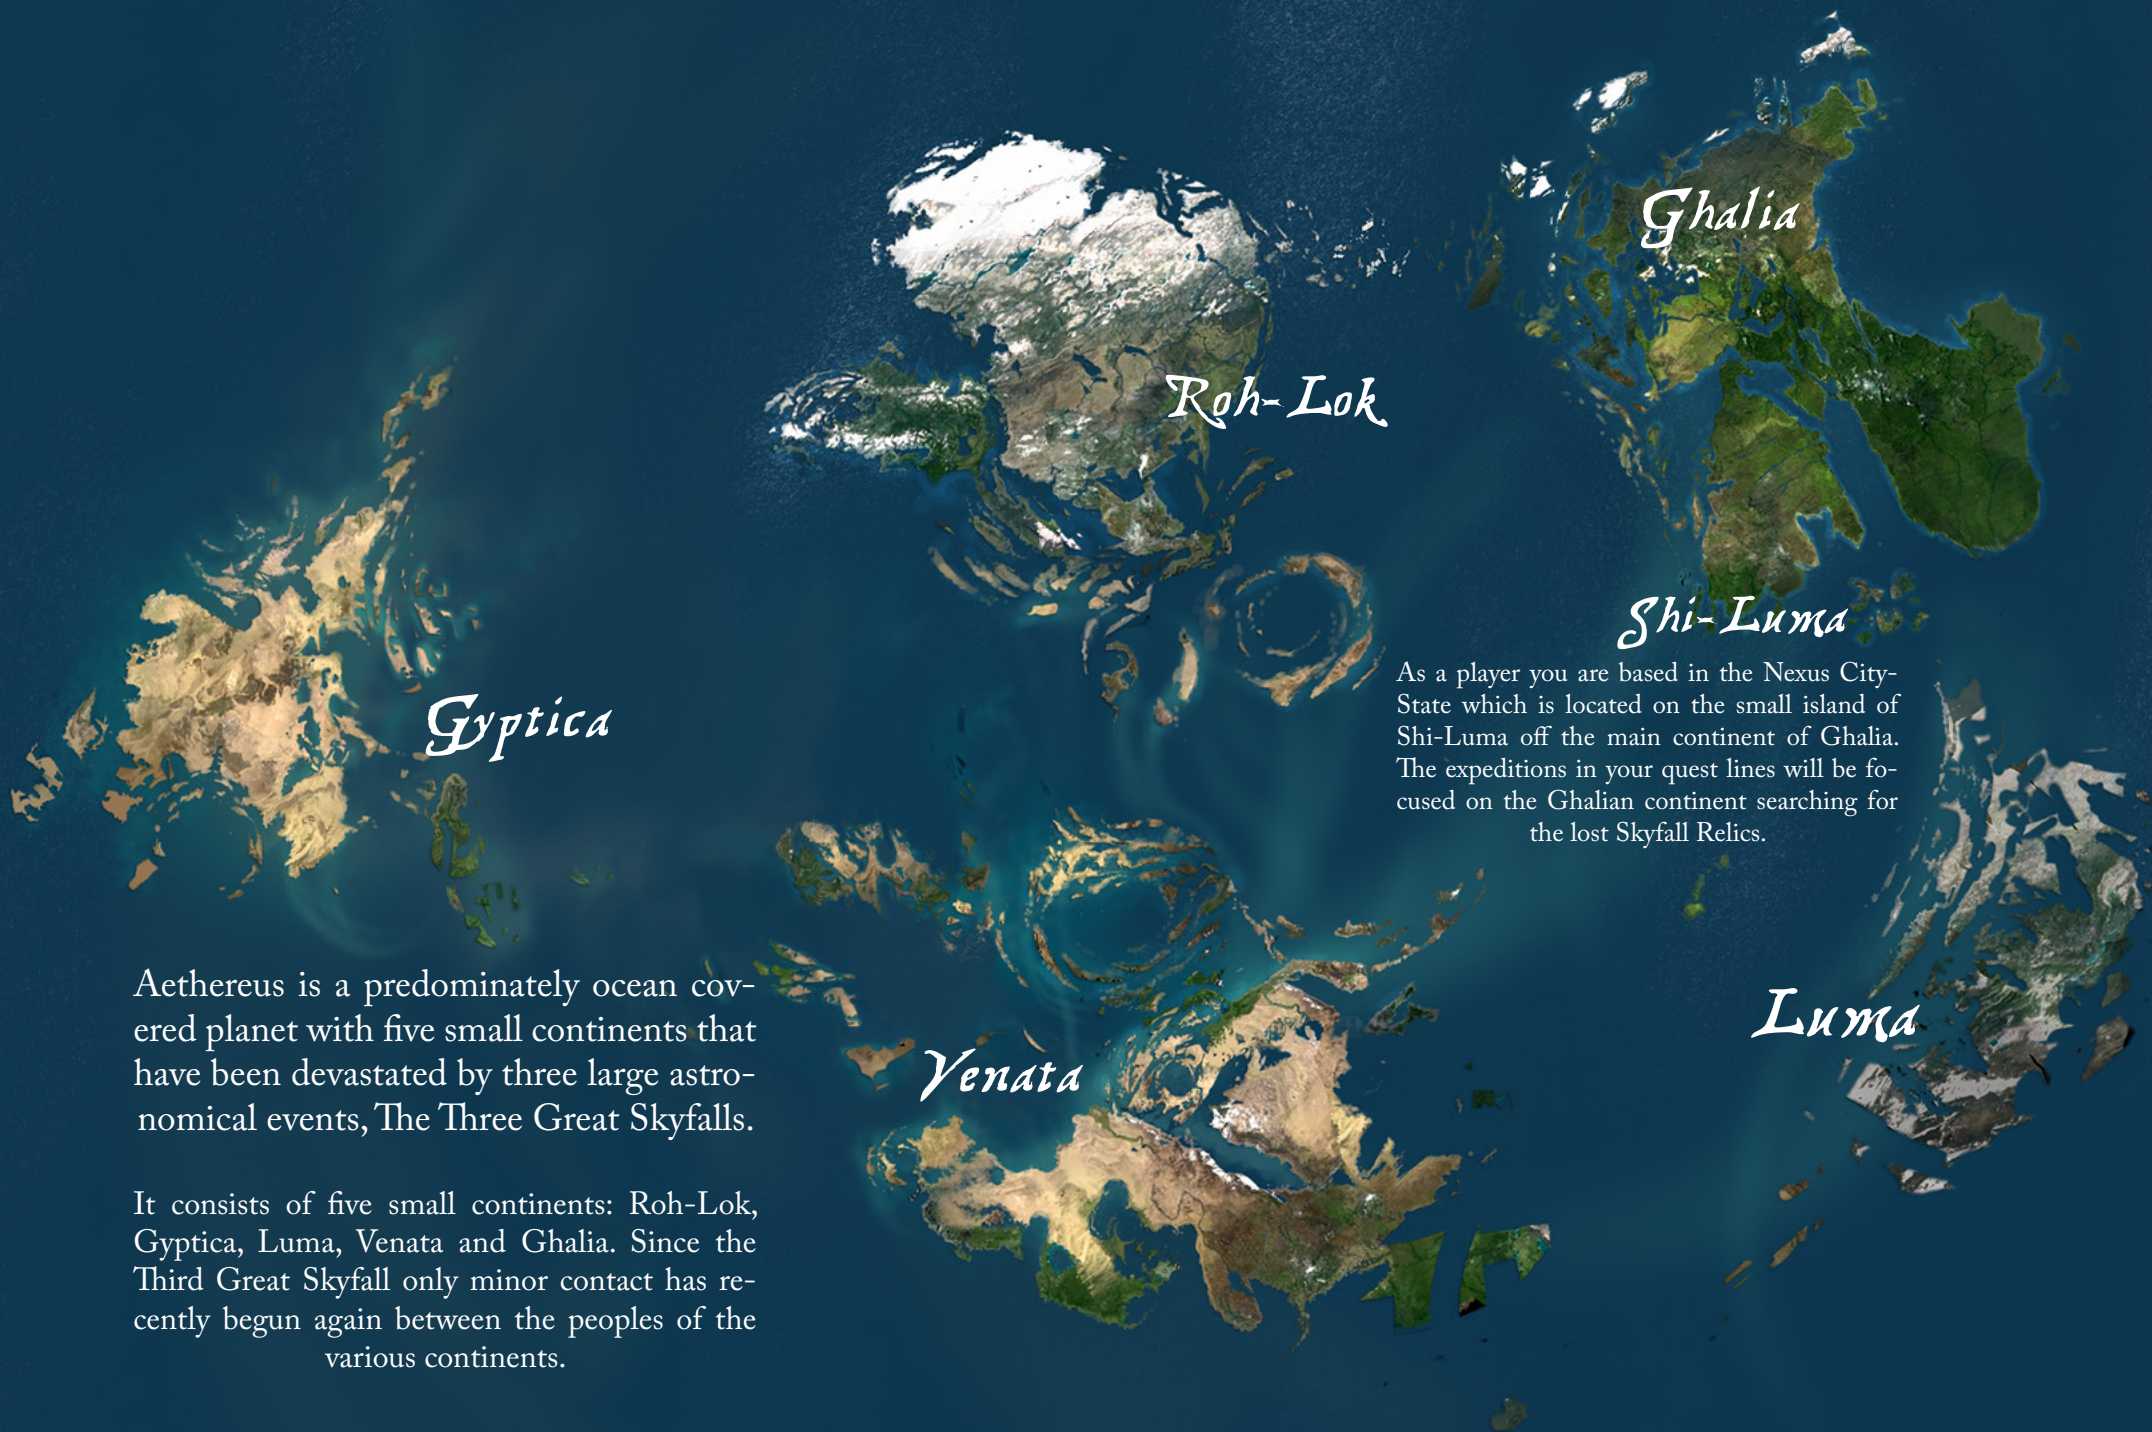 Ghalia
Roh-Lok
Shi-Luma
As a player you are based in the Nexus City-
State which is located on the small island of
Shi-Luma off the main continent of Ghalia.
The expeditions in your quest lines will be fo-
cused on the Ghalian continent searching for
the lost Skyfall Relics.
Gyptica
Luma
Venata
Aethereus is a predominately ocean cov-
ered planet with five small continents that
have been devastated by three large astro-
nomical events, The Three Great Skyfalls.
It consists of five small continents: Roh-Lok,
Gyptica, Luma, Venata and Ghalia. Since the
Third Great Skyfall only minor contact has re-
cently begun again between the peoples of the
various continents.